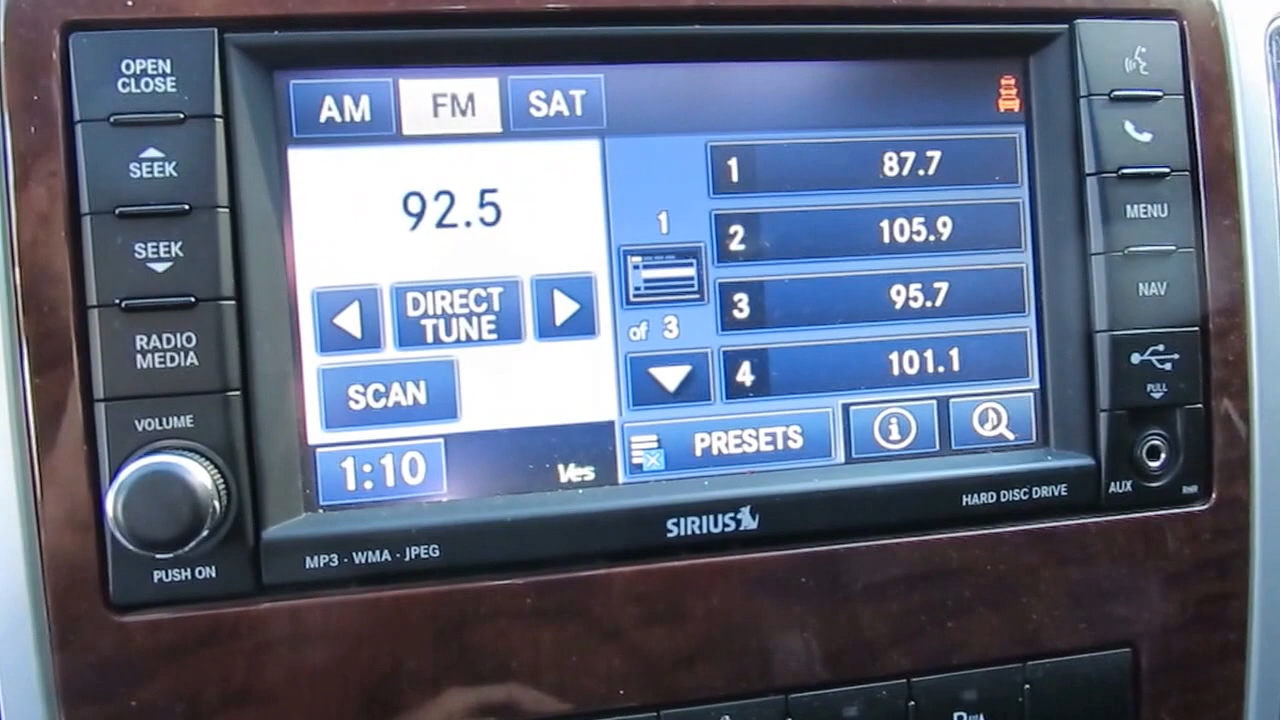 OPEN
CLOSE
SEEK
SEEK
RADIO
MEDIA
VOLUME
PUSH ON
AM FM SAT
92.5
DIRECT
TUNE
SCAN
1:10
Ves
1
of 3
1 87.7
2 105.9
3 95.7
4 101.1
PRESETS
i
MP3 - WMA - JPEG
SIRIUS
HARD DISC DRIVE
MENU
NAV
PULL
AUX
RHR